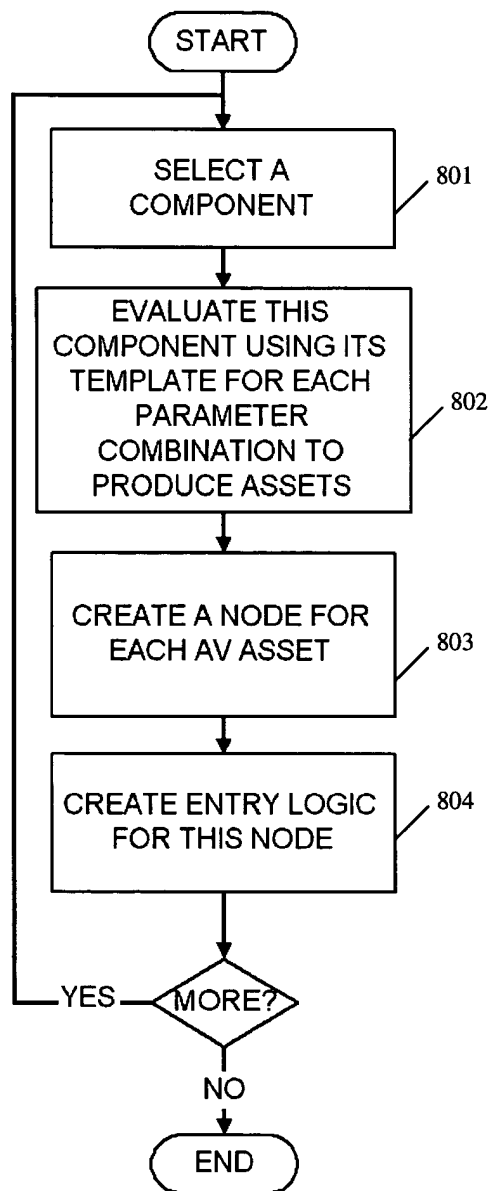 START
SELECT A
COMPONENT
801
EVALUATE THIS
COMPONENT USING ITS
TEMPLATE FOR EACH
PARAMETER
COMBINATION TO
PRODUCE ASSETS
802
CREATE A NODE FOR
EACH AV ASSET
803
CREATE ENTRY LOGIC
FOR THIS NODE
804
YES
MORE?
NO
END